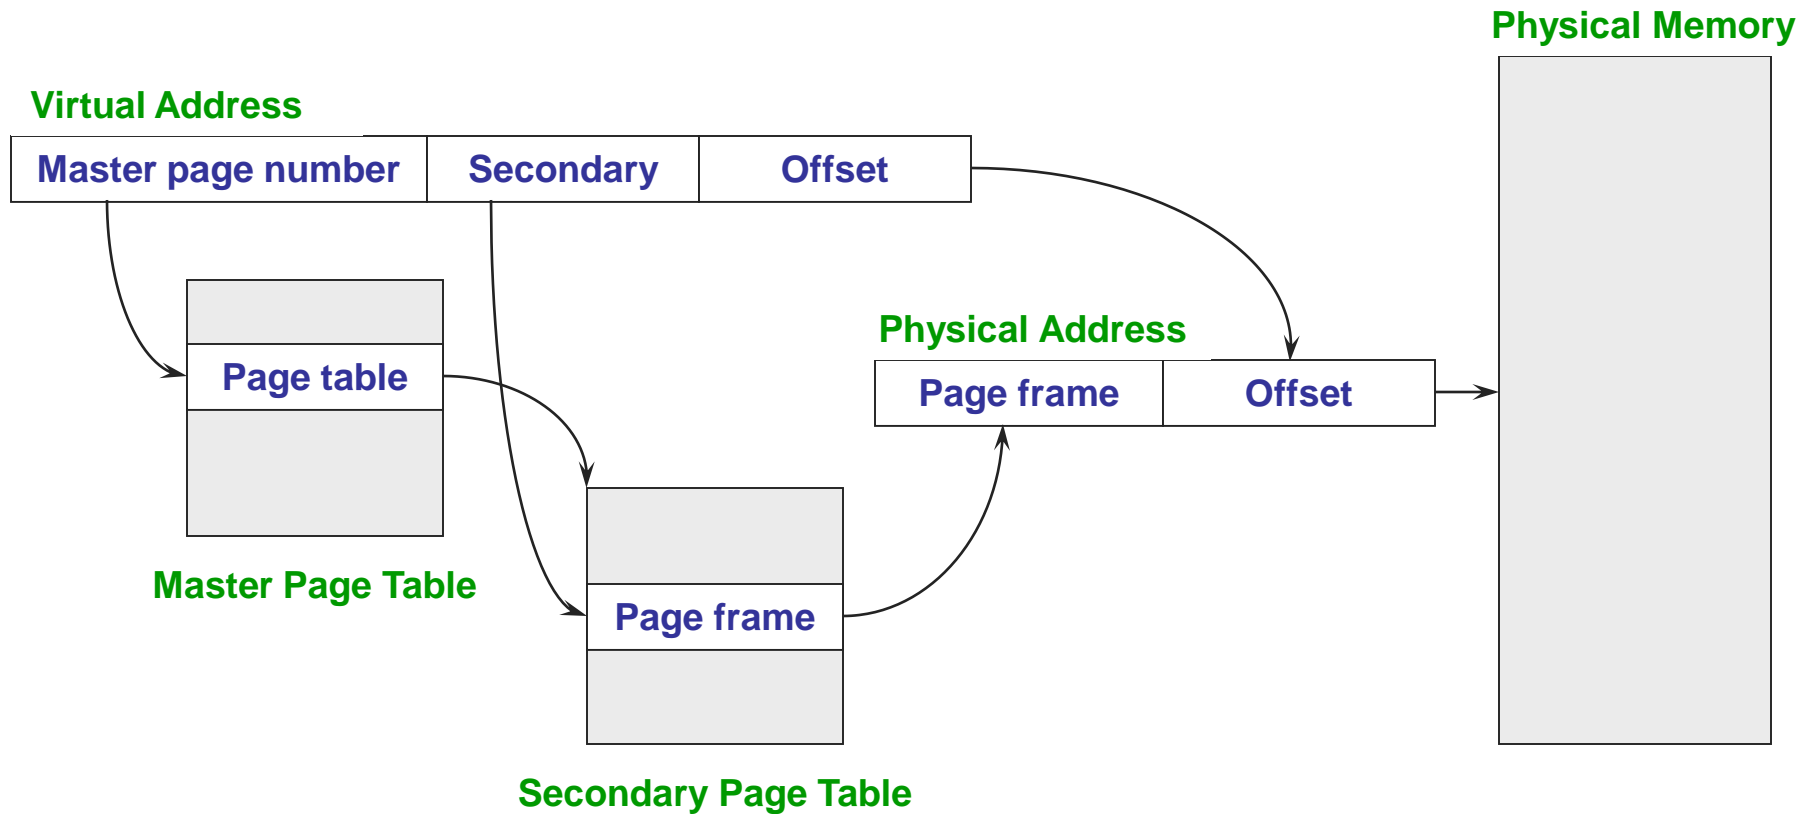 Physical Memory
Virtual Address
Master page number
Secondary
Offset
Physical Address
Page table
Page frame
Offset
Master Page Table
Page frame
Secondary Page Table